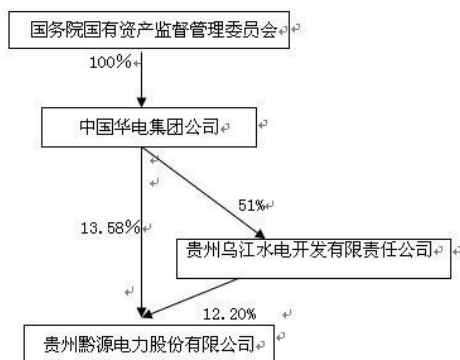 国务院国有资产监督管理委员会
100%
中国华电集团公司
51%
13.58%
贵州乌江水电开发有限责任公司
12.20%
贵州黔源电力股份有限公司